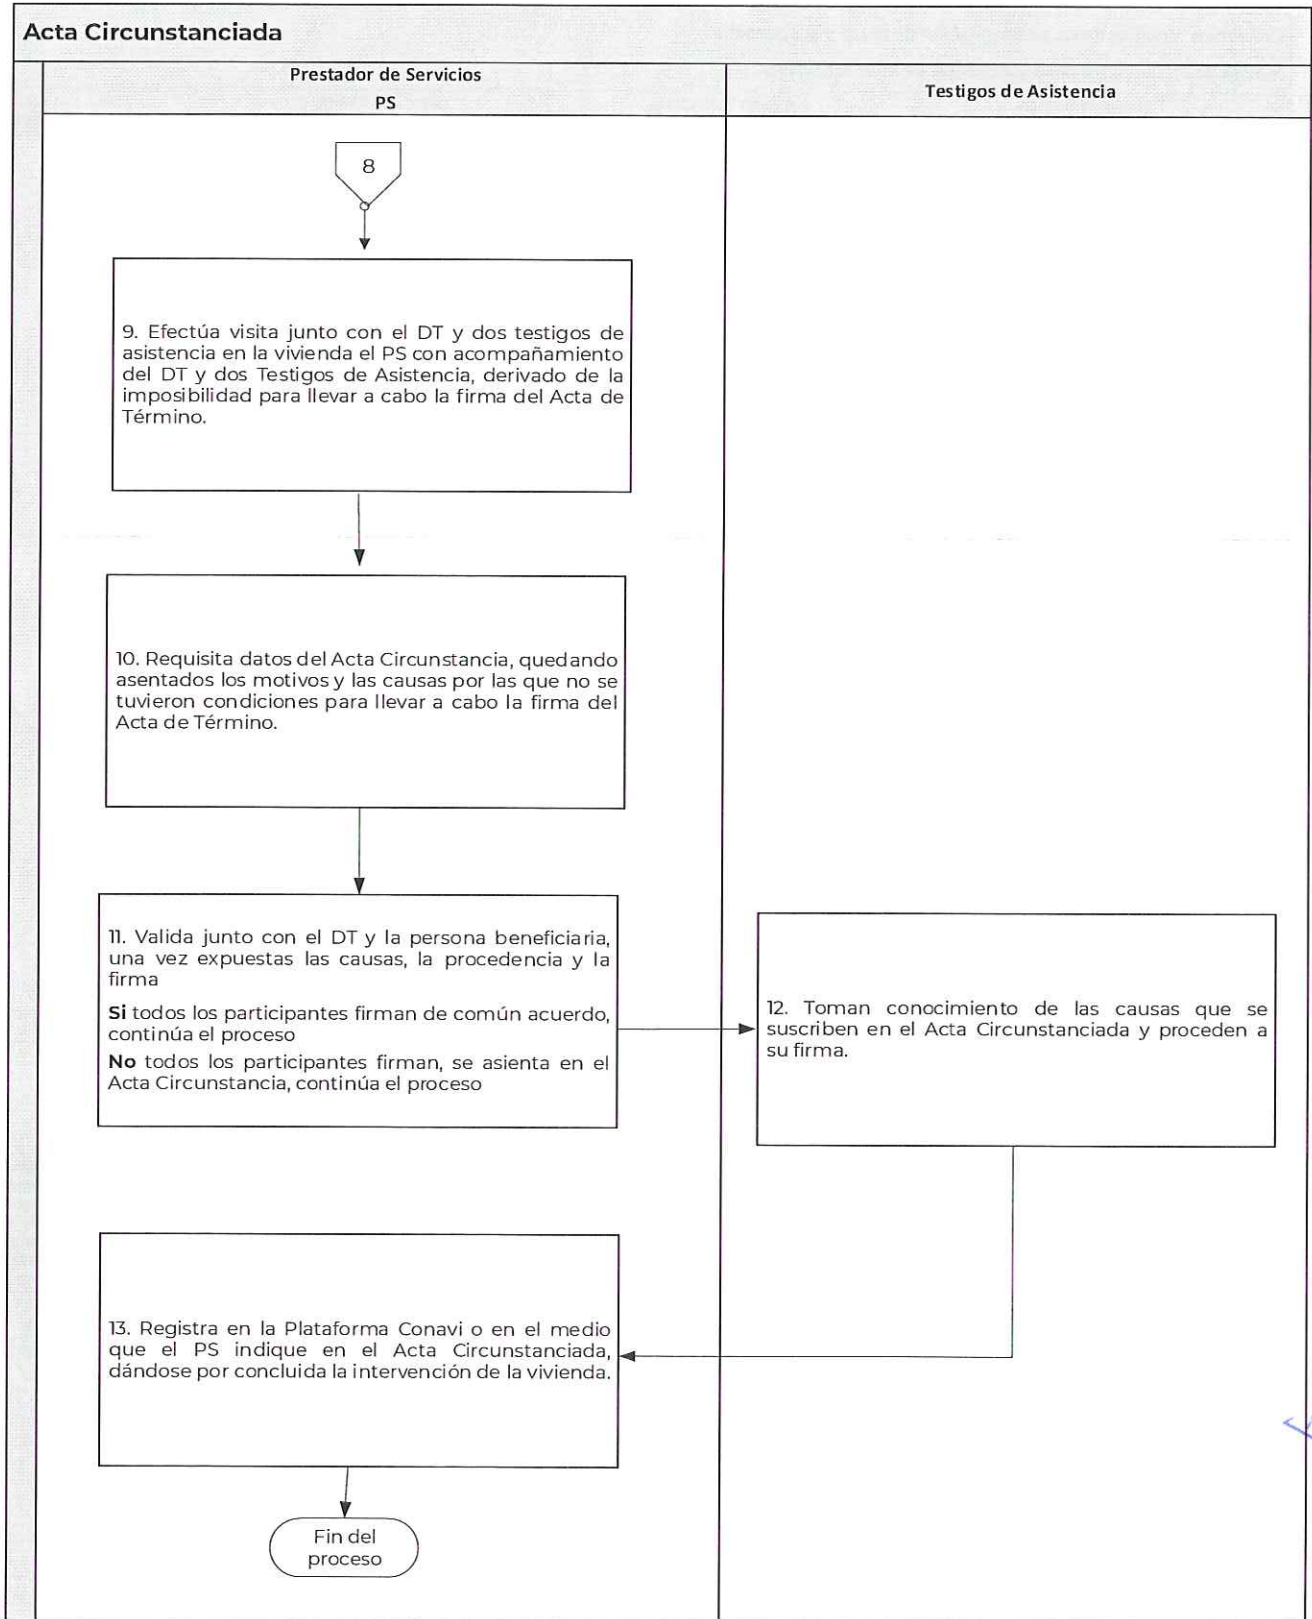 Acta Circunstanciada
Prestador de Servicios
PS
Testigos de Asistencia
8
9. Efectúa visita junto con el DT y dos testigos de
asistencia en la vivienda el PS con acompañamiento
del DT y dos Testigos de Asistencia, derivado de la
imposibilidad para llevar a cabo la firma del Acta de
Término.
10. Requisita datos del Acta Circunstancia, quedando
asentados los motivos y las causas por las que no se
tuvieron condiciones para llevar a cabo la firma del
Acta de Término.
11. Valida junto con el DT y la persona beneficiaria,
una vez expuestas las causas, la procedencia y la
firma
Si todos los participantes firman de común acuerdo,
continúa el proceso
No todos los participantes firman, se asienta en el
Acta Circunstancia, continúa el proceso
12. Toman conocimiento de las causas que se
suscriben en el Acta Circunstanciada y proceden a
su firma.
13. Registra en la Plataforma Conavi o en el medio
que el PS indique en el Acta Circunstanciada,
dándose por concluida la intervención de la vivienda.
Fin del
proceso